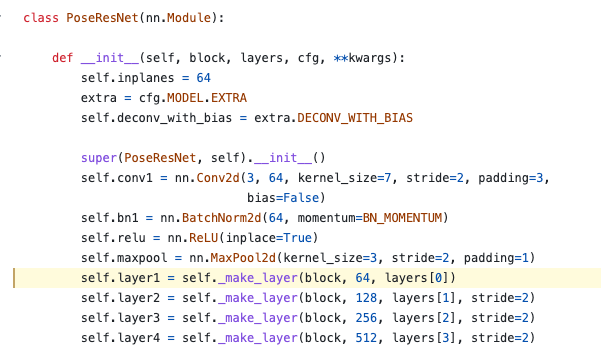 class PoseResNet(nn.Module):
def __init__(self, block, layers, cfg, **kwargs):
self.inplanes = 64
extra = cfg.MODEL.EXTRA
self.deconv_with_bias = extra.DECONV_WITH_BIAS
super(PoseResNet, self).__init__()
self.conv1 = nn.Conv2d(3, 64, kernel_size=7, stride=2, padding=3,
bias=False)
self.bn1 = nn.BatchNorm2d(64, momentum=BN_MOMENTUM)
self.relu = nn.ReLU(inplace=True)
self.maxpool = nn.MaxPool2d(kernel_size=3, stride=2, padding=1)
self.layer1 = self._make_layer(block, 64, layers[0])
self.layer2 = self._make_layer(block, 128, layers[1], stride=2)
self.layer3 = self._make_layer(block, 256, layers[2], stride=2)
self.layer4 = self._make_layer(block, 512, layers[3], stride=2)